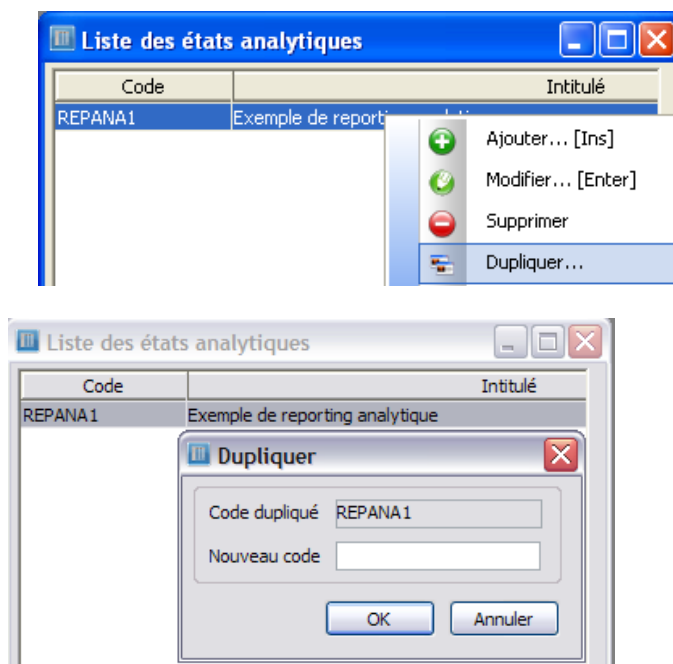 Liste des états analytiques
Code Intitulé
REPANA1 Exemple de
Ajouter... [Ins]
Modifier... [Enter]
Supprimer
Dupliquer...
Liste des états analytiques
Code Intitulé
REPANA1 Exemple de reporting analytique
Dupliquer
Code dupliqué REPANA1
Nouveau code
OK Annuler